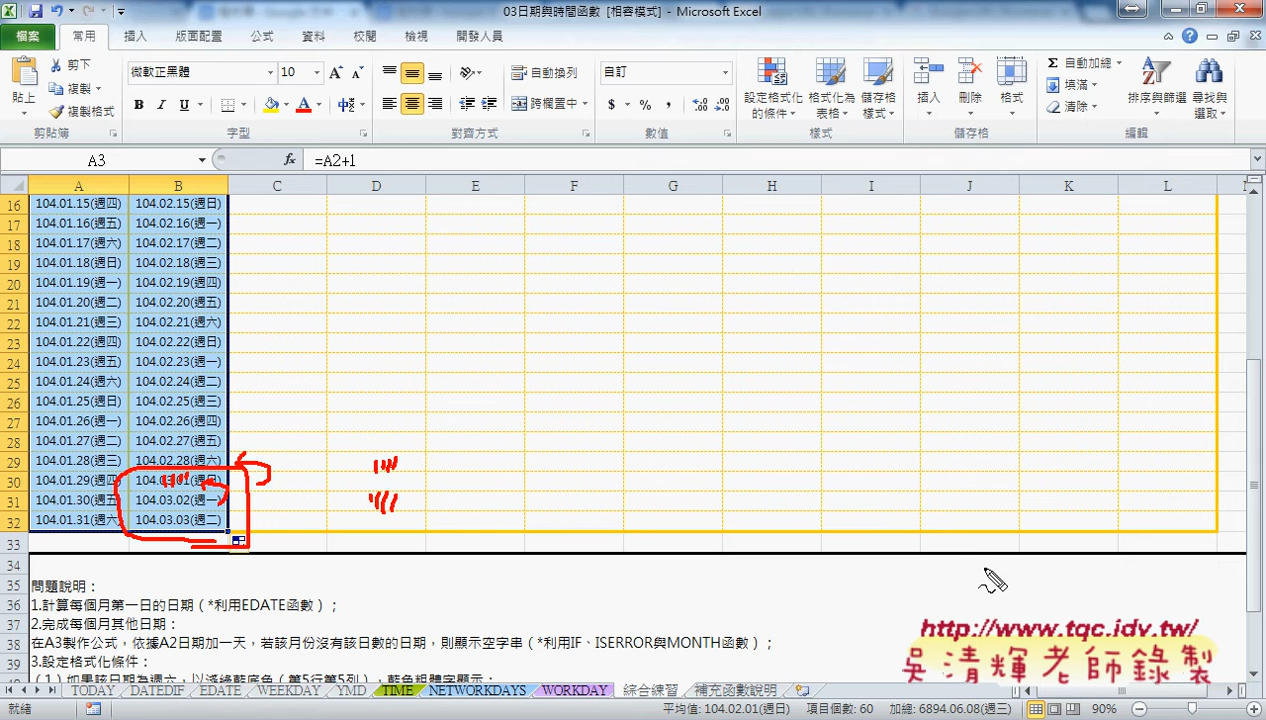 03日期與時間函數 [相容模式] - Microsoft Excel
檔案 常用 插入 版面配置 公式 資料 校閱 檢視 開發人員
貼上 剪下 複製 複製格式 剪貼簿
微軟正黑體 10 B I U 字型
自動換列 跨欄置中 對齊方式
自訂 $ % , 數值
設定格式化的條件 格式化為表格 儲存格樣式 樣式
插入 刪除 格式 儲存格
Σ 自動加總 填滿 清除 排序與篩選 尋找與選取 編輯
A3 fx =A2+1
A B C D E F G H I J K L
16 104.01.15(週四) 104.02.15(週日)
17 104.01.16(週五) 104.02.16(週一)
18 104.01.17(週六) 104.02.17(週二)
19 104.01.18(週日) 104.02.18(週三)
20 104.01.19(週一) 104.02.19(週四)
21 104.01.20(週二) 104.02.20(週五)
22 104.01.21(週三) 104.02.21(週六)
23 104.01.22(週四) 104.02.22(週日)
24 104.01.23(週五) 104.02.23(週一)
25 104.01.24(週六) 104.02.24(週二)
26 104.01.25(週日) 104.02.25(週三)
27 104.01.26(週一) 104.02.26(週四)
28 104.01.27(週二) 104.02.27(週五)
29 104.01.28(週三) 104.02.28(週六)
30 104.01.29(週四) 104.03.01(週日)
31 104.01.30(週五) 104.03.02(週一)
32 104.01.31(週六) 104.03.03(週二)
33
34
35 問題說明：
36 1.計算每個月第一日的日期（*利用EDATE函數）；
37 2.完成每個月其他日期：
38 在A3製作公式，依據A2日期加一天，若該月份沒有該日數的日期，則顯示空字串（*利用IF、ISERROR與MONTH函數）；
39 3.設定格式化條件：
http://www.tqc.idv.tw/
吳清輝老師錄製
TODAY DATEDIF EDATE WEEKDAY YMD TIME NETWORKDAYS WORKDAY 綜合練習 補充函數說明
就緒 平均值: 104.02.01(週日) 項目個數: 60 加總: 6894.06.08(週三) 90%